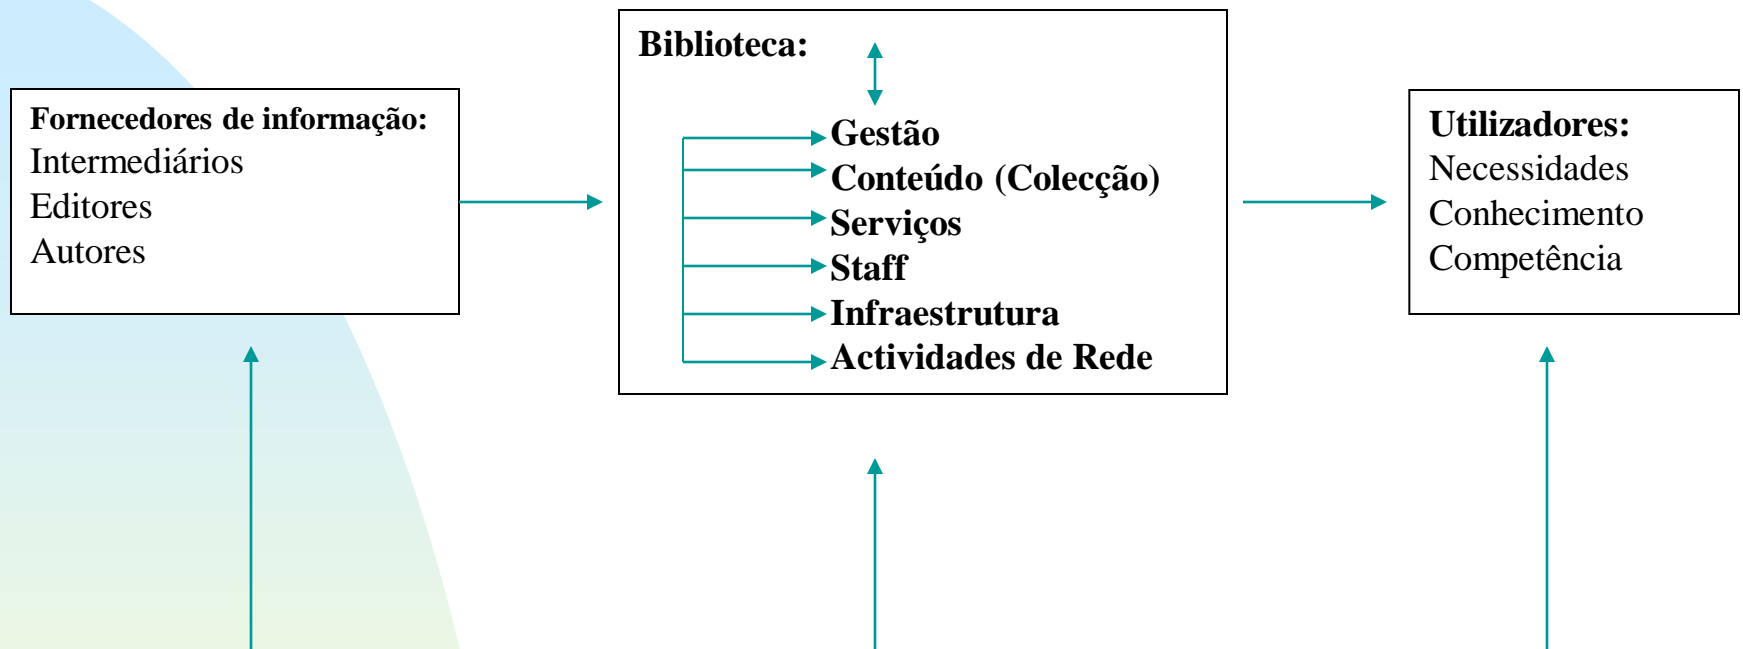 Fornecedores de informação:
Intermediários
Editores
Autores
Biblioteca:
Gestão
Conteúdo (Colecção)
Serviços
Staff
Infraestrutura
Actividades de Rede
Utilizadores:
Necessidades
Conhecimento
Competência